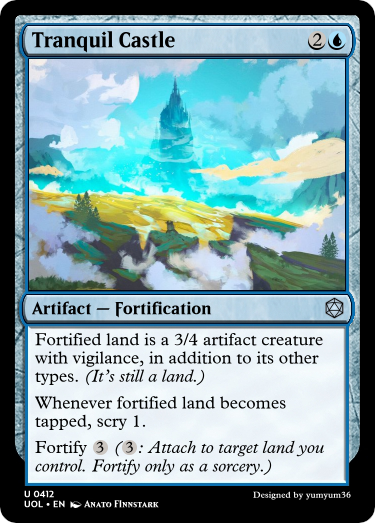 Tranquil Castle 2
Artifact — Fortification
Fortified land is a 3/4 artifact creature
with vigilance, in addition to its other
types. (It's still a land.)
Whenever fortified land becomes
tapped, scry 1.
Fortify 3 (3: Attach to target land you
control. Fortify only as a sorcery.)
U 0412
UOL • EN Anato Finnstark
Designed by yumyum36